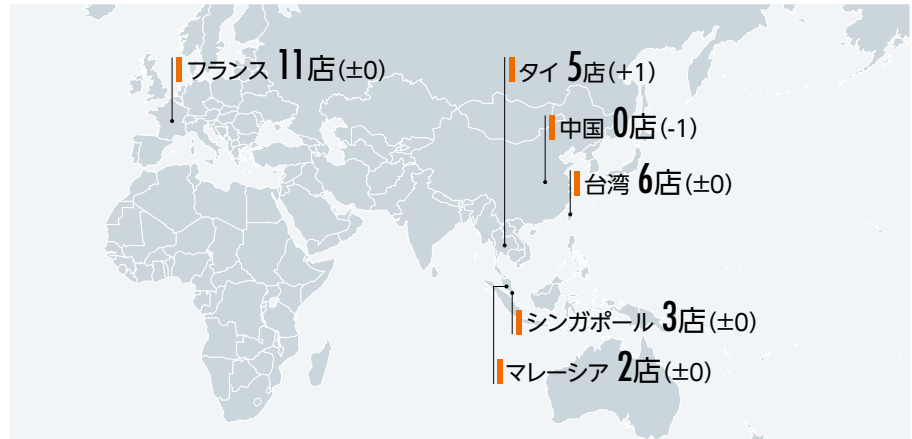 フランス 11店(±0)
タイ 5店(+1)
中国 0店(-1)
台湾 6店(±0)
シンガポール 3店(±0)
マレーシア 2店(±0)